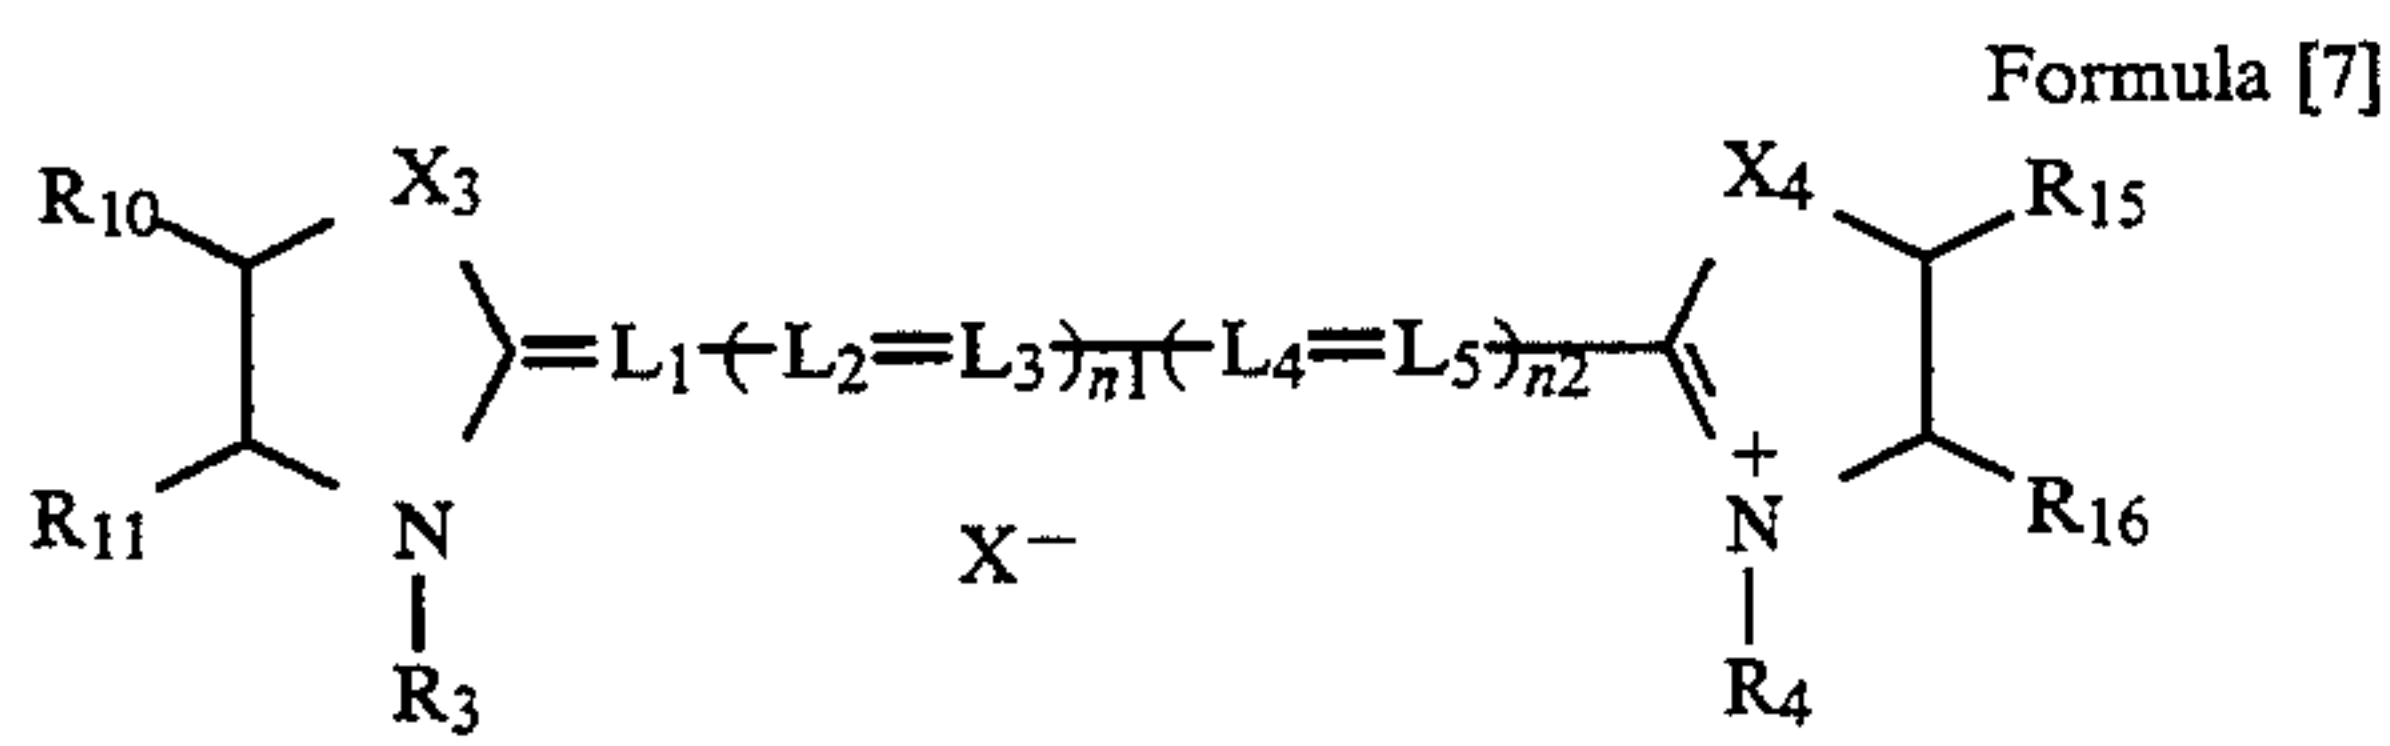 Formula [7]
R10 X3 X4 R15
=L1-(-L2=L3-)n1-(-L4=L5-)n2-
R11 N X− +N R16
R3 R4